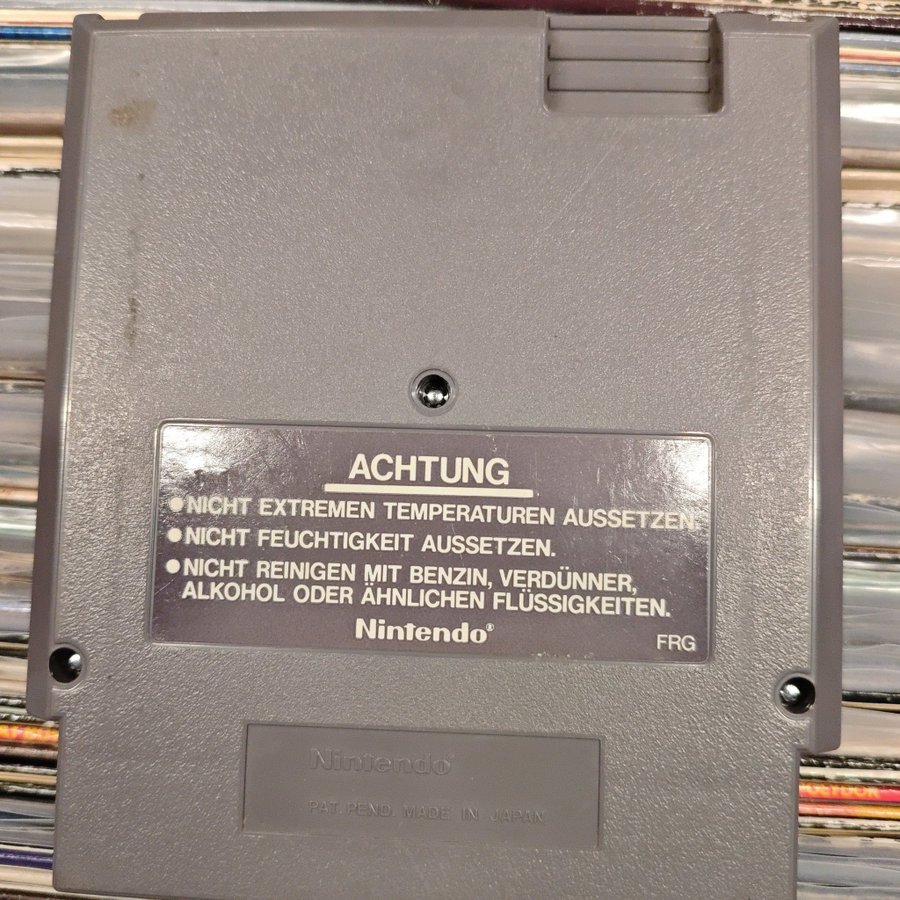 ACHTUNG
●NICHT EXTREMEN TEMPERATUREN AUSSETZEN.
●NICHT FEUCHTIGKEIT AUSSETZEN.
●NICHT REINIGEN MIT BENZIN, VERDÜNNER,
ALKOHOL ODER ÄHNLICHEN FLÜSSIGKEITEN.
Nintendo®
FRG
Nintendo
PAT. PEND. MADE IN JAPAN